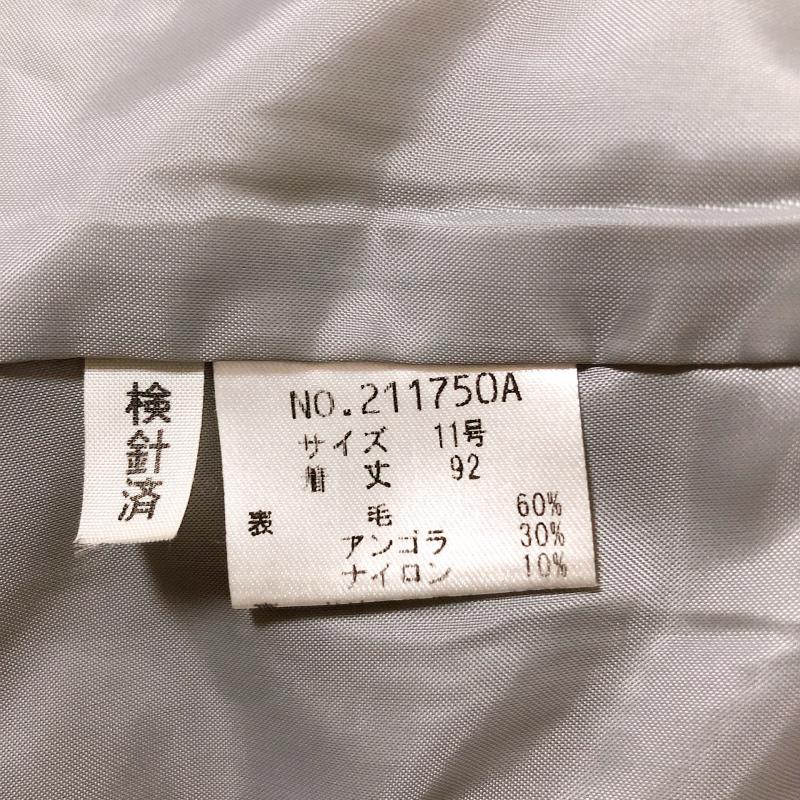 検針済
NO.211750A
サイズ 11号
着丈 92
表 毛 60%
アンゴラ 30%
ナイロン 10%